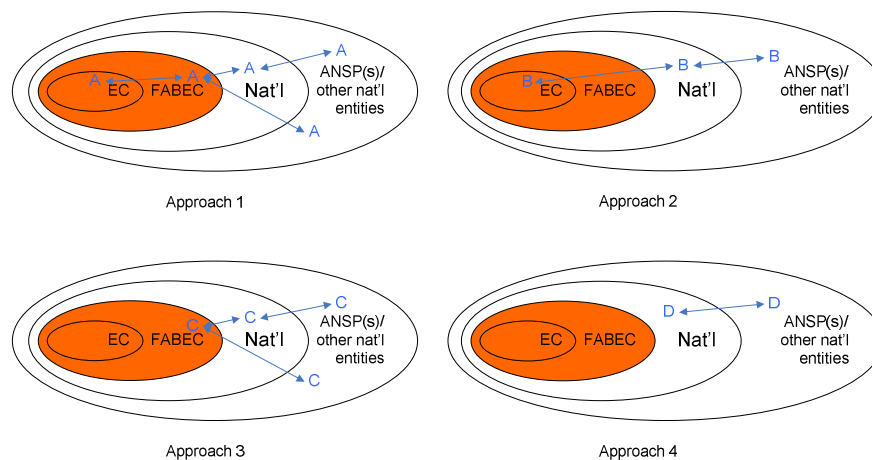 A A A A
EC FABEC Nat'l ANSP(s)/
other nat'l
entities
A
Approach 1
B B B
EC FABEC Nat'l ANSP(s)/
other nat'l
entities
Approach 2
C C C
EC FABEC Nat'l ANSP(s)/
other nat'l
entities
C
Approach 3
D D
EC FABEC Nat'l ANSP(s)/
other nat'l
entities
Approach 4